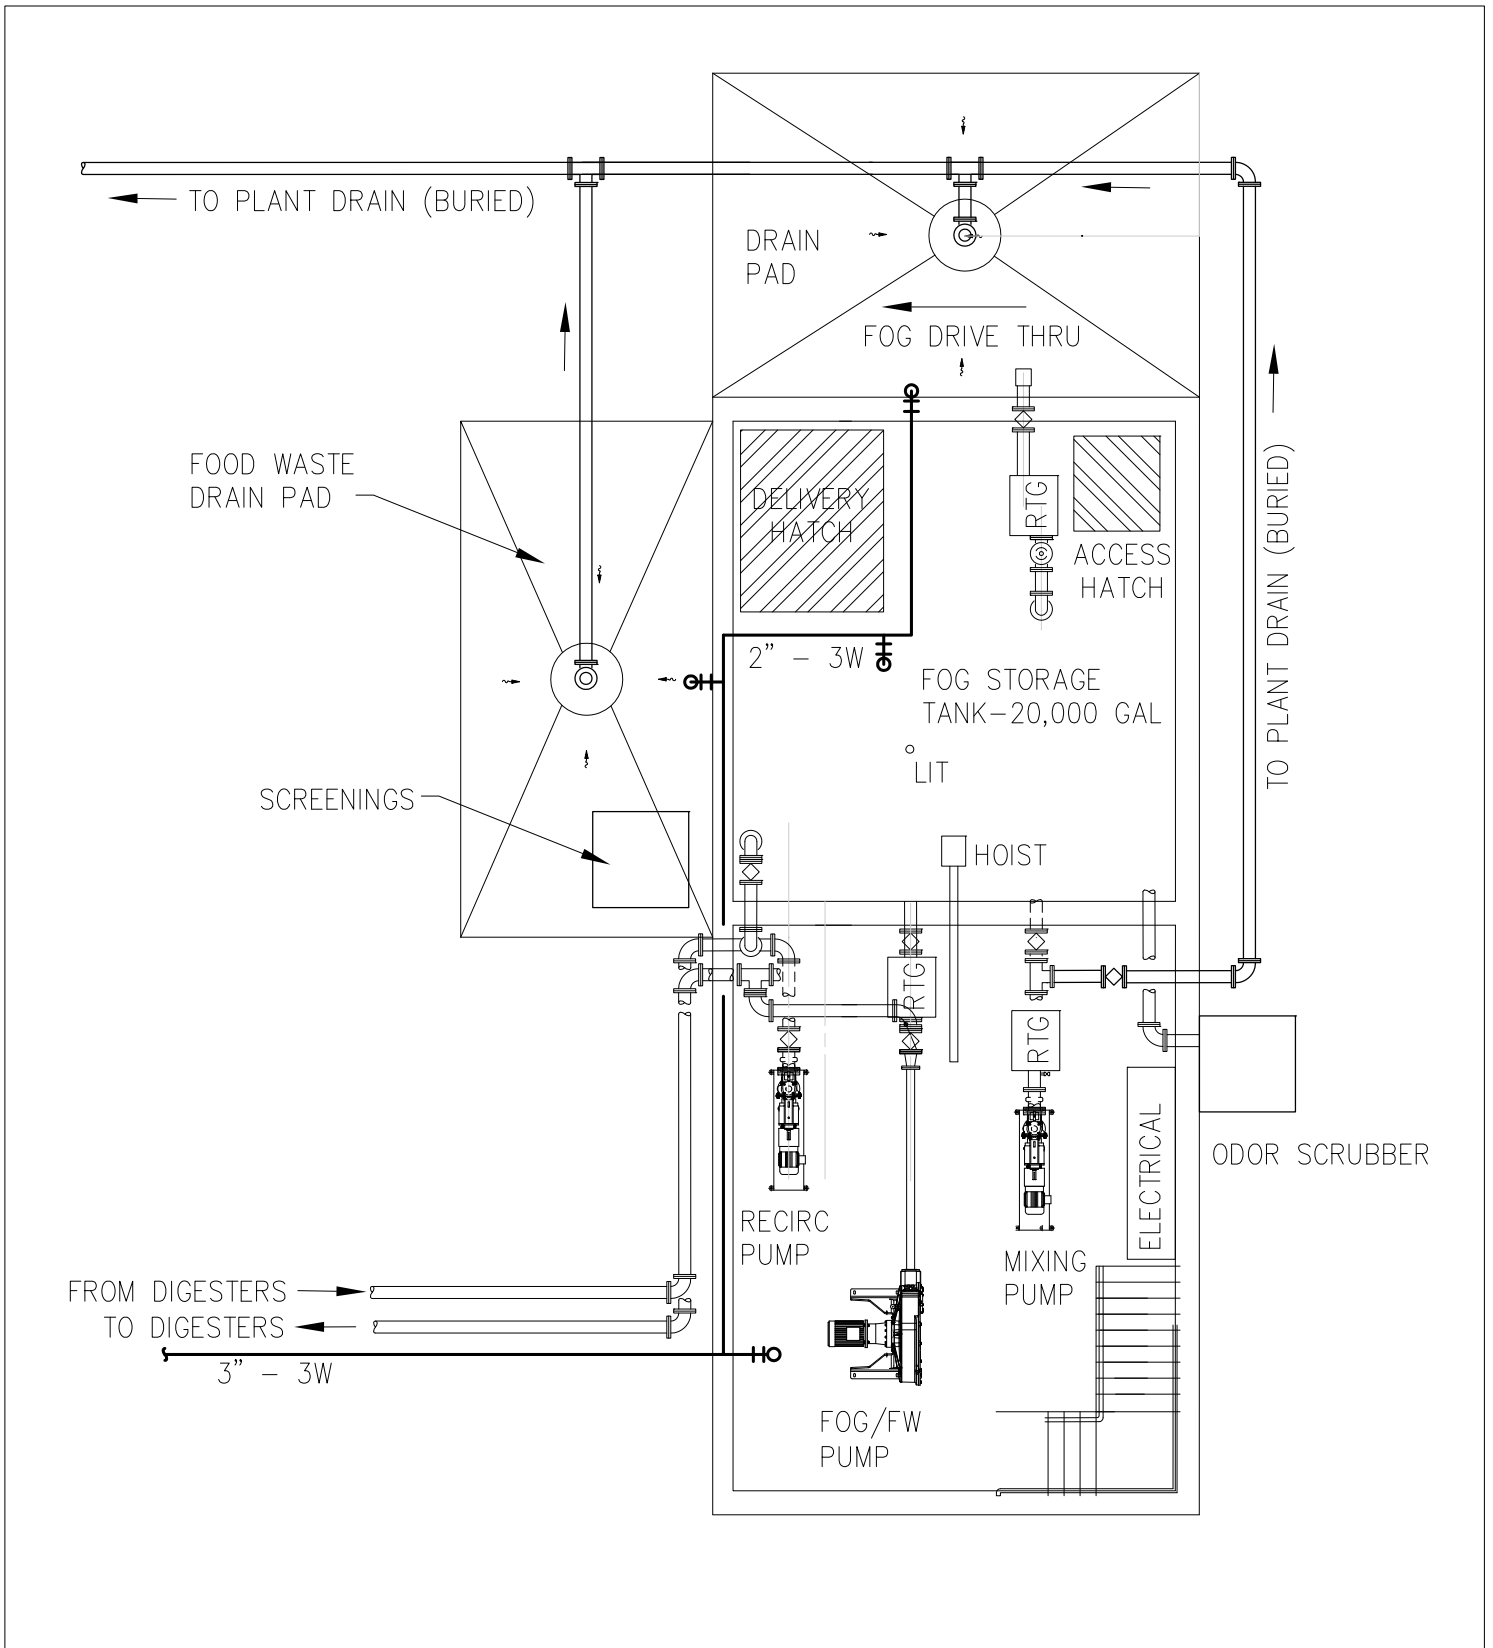 TO PLANT DRAIN (BURIED)
DRAIN
PAD
FOG DRIVE THRU
FOOD WASTE
DRAIN PAD
DELIVERY
HATCH
RTG
ACCESS
HATCH
TO PLANT DRAIN (BURIED)
2" - 3W
FOG STORAGE
TANK-20,000 GAL
LIT
SCREENINGS
HOIST
RTG
RTG
ELECTRICAL
ODOR SCRUBBER
RECIRC
PUMP
MIXING
PUMP
FROM DIGESTERS
TO DIGESTERS
3" - 3W
FOG/FW
PUMP